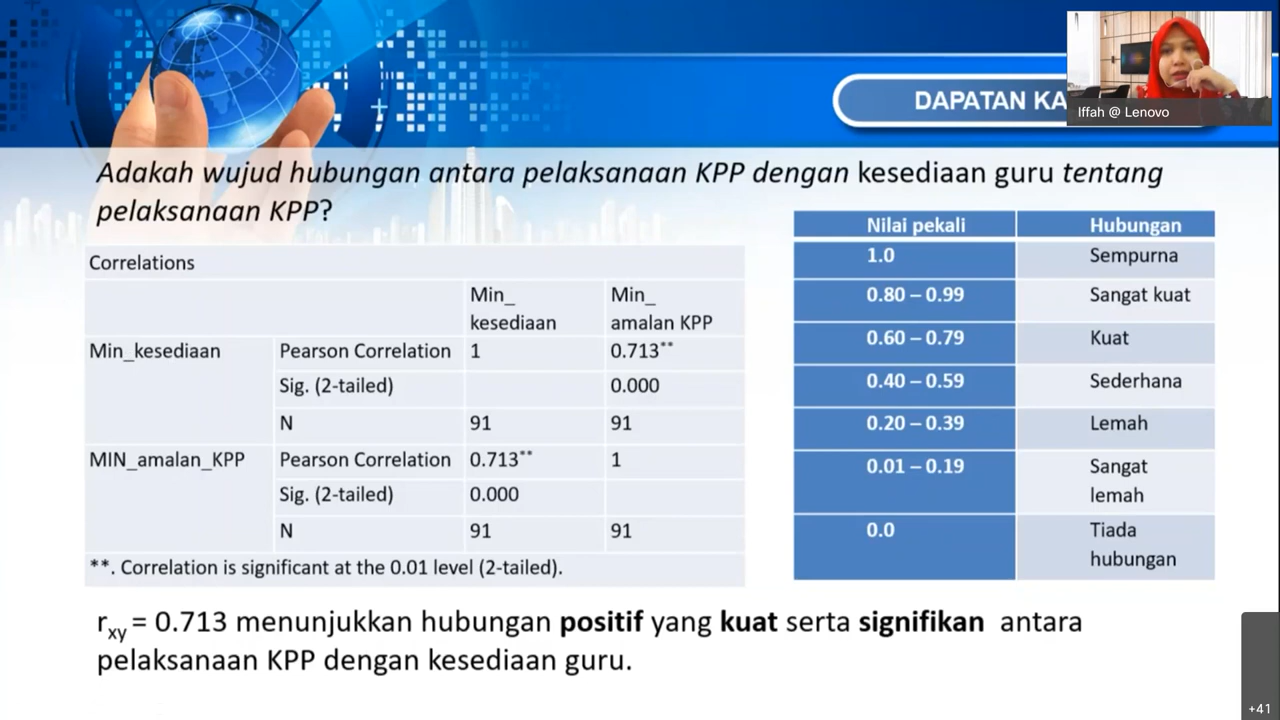 DAPATAN KA
Iffah @ Lenovo
Adakah wujud hubungan antara pelaksanaan KPP dengan kesediaan guru tentang
pelaksanaan KPP?
Correlations
Min_ Min_
kesediaan amalan KPP
Min_kesediaan Pearson Correlation 1 0.713**
Sig. (2-tailed) 0.000
N 91 91
MIN_amalan_KPP Pearson Correlation 0.713** 1
Sig. (2-tailed) 0.000
N 91 91
**. Correlation is significant at the 0.01 level (2-tailed).
Nilai pekali Hubungan
1.0 Sempurna
0.80 – 0.99 Sangat kuat
0.60 – 0.79 Kuat
0.40 – 0.59 Sederhana
0.20 – 0.39 Lemah
0.01 – 0.19 Sangat
lemah
0.0 Tiada
hubungan
rxy = 0.713 menunjukkan hubungan positif yang kuat serta signifikan antara
pelaksanaan KPP dengan kesediaan guru.
+41